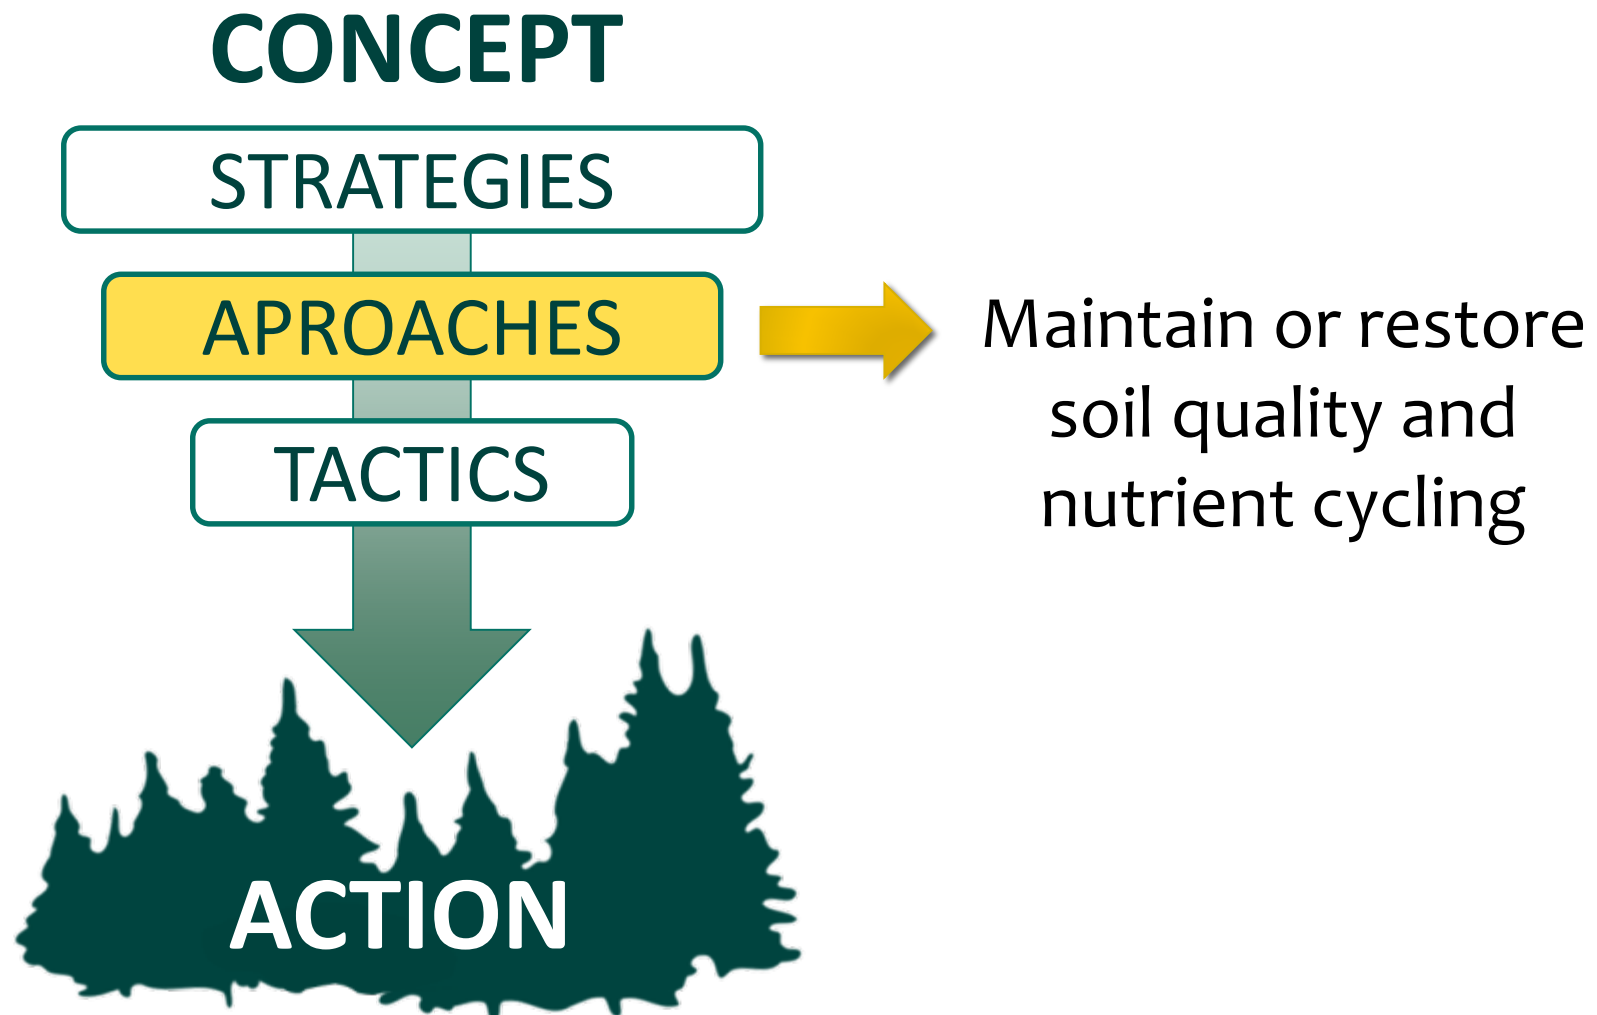 CONCEPT
STRATEGIES
APROACHES
TACTICS
ACTION
Maintain or restore
soil quality and
nutrient cycling